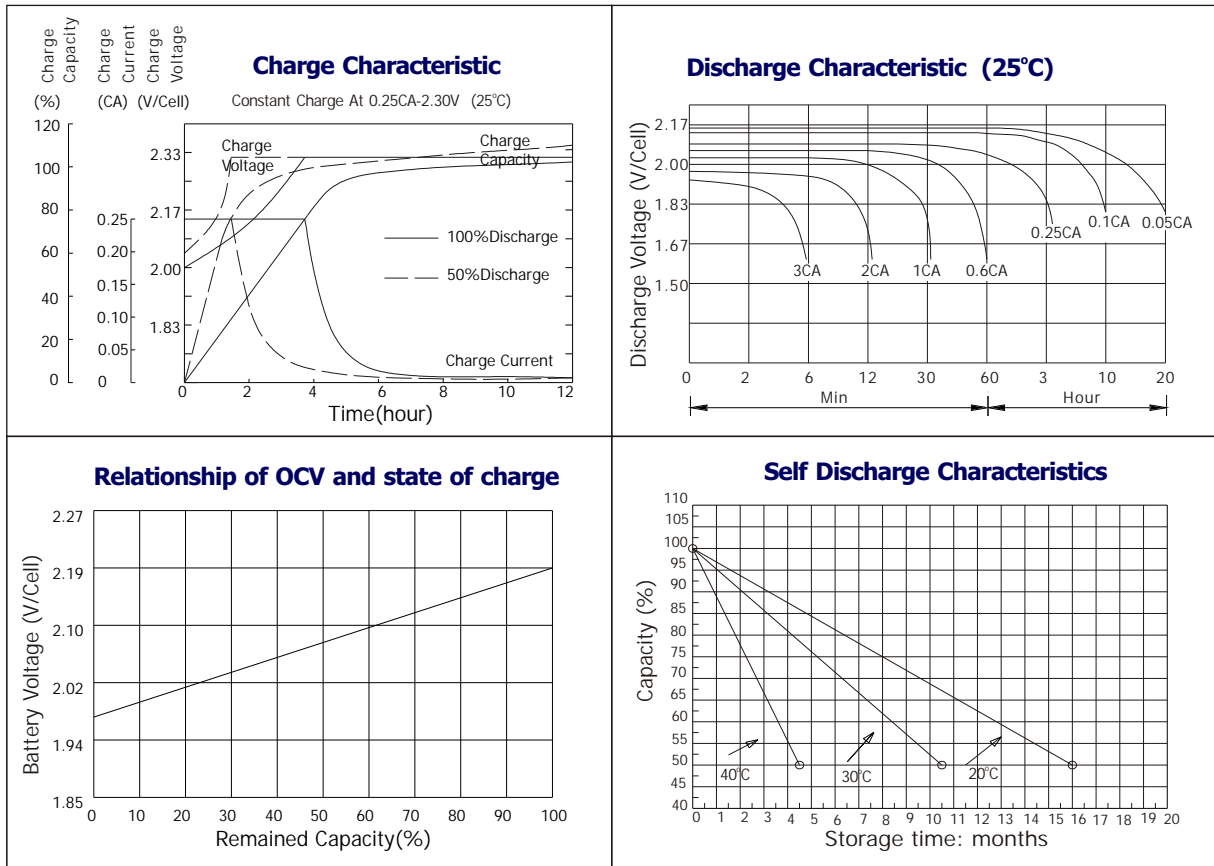 Charge Capacity
Charge Current
Charge Voltage
Charge Characteristic
(%) (CA) (V/Cell)
Constant Charge At 0.25CA-2.30V (25°C)
120
100
80
60
40
20
0
0.25
0.20
0.15
0.10
0.05
0
2.33
2.17
2.00
1.83
Charge Voltage
Charge Capacity
100%Discharge
50%Discharge
Charge Current
0 2 4 6 8 10 12
Time(hour)
Discharge Characteristic (25°C)
Discharge Voltage (V/Cell)
2.17
2.00
1.83
1.67
1.50
3CA 2CA 1CA 0.6CA 0.25CA 0.1CA 0.05CA
0 2 6 12 30 60 3 10 20
Min Hour
Relationship of OCV and state of charge
Battery Voltage (V/Cell)
2.27
2.19
2.10
2.02
1.94
1.85
0 10 20 30 40 50 60 70 80 90 100
Remained Capacity(%)
Self Discharge Characteristics
Capacity (%)
110
105
100
95
90
85
80
75
70
65
60
55
50
45
40
40°C 30°C 20°C
0 1 2 3 4 5 6 7 8 9 10 11 12 13 14 15 16 17 18 19 20
Storage time: months